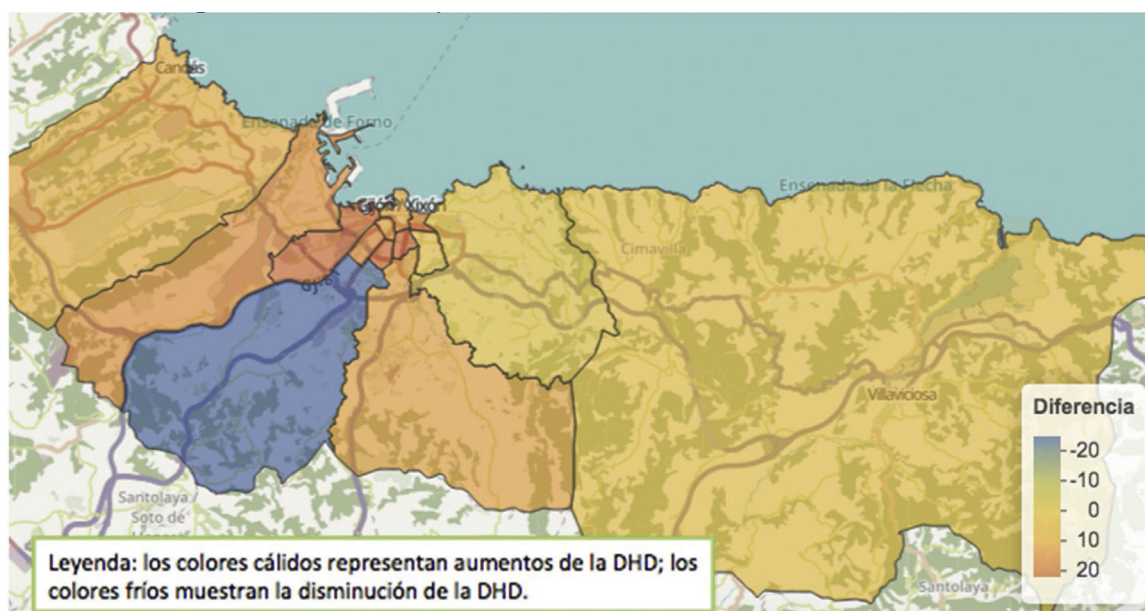 Candás
Ensenada de Forno
Gijón / Xixón
Ensenada de la Flecha
Cimavilla
Villaviciosa
Diferencia
-20
-10
0
10
20
Santolaya /
Soto de
Santolaya
Leyenda: los colores cálidos representan aumentos de la DHD; los
colores fríos muestran la disminución de la DHD.